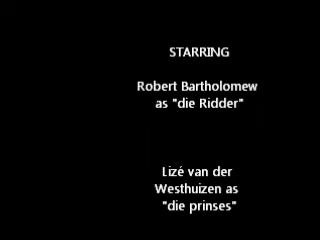 STARRING
Robert Bartholomew
as "die Ridder"
Lizé van der
Westhuizen as
"die prinses"